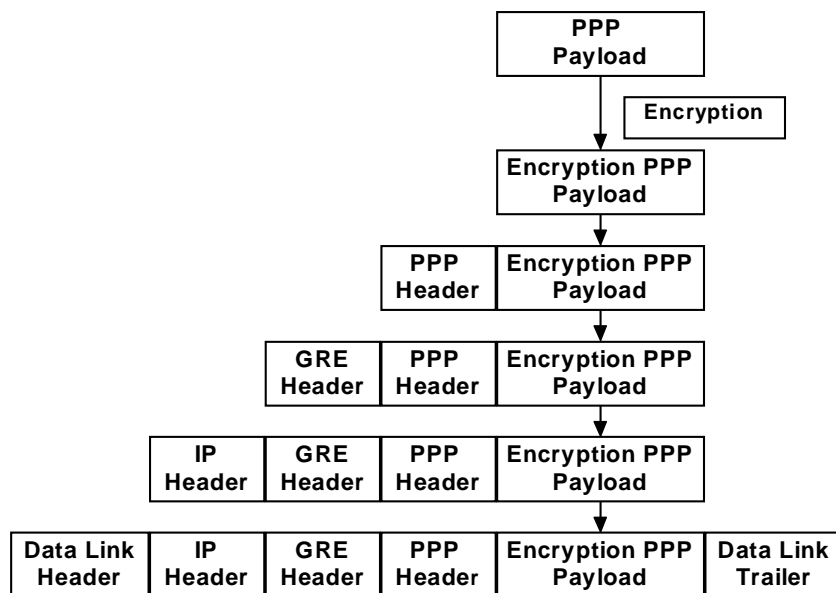 PPP
Payload
Encryption
Encryption PPP
Payload
PPP
Header
Encryption PPP
Payload
GRE
Header
PPP
Header
Encryption PPP
Payload
IP
Header
GRE
Header
PPP
Header
Encryption PPP
Payload
Data Link
Header
IP
Header
GRE
Header
PPP
Header
Encryption PPP
Payload
Data Link
Trailer